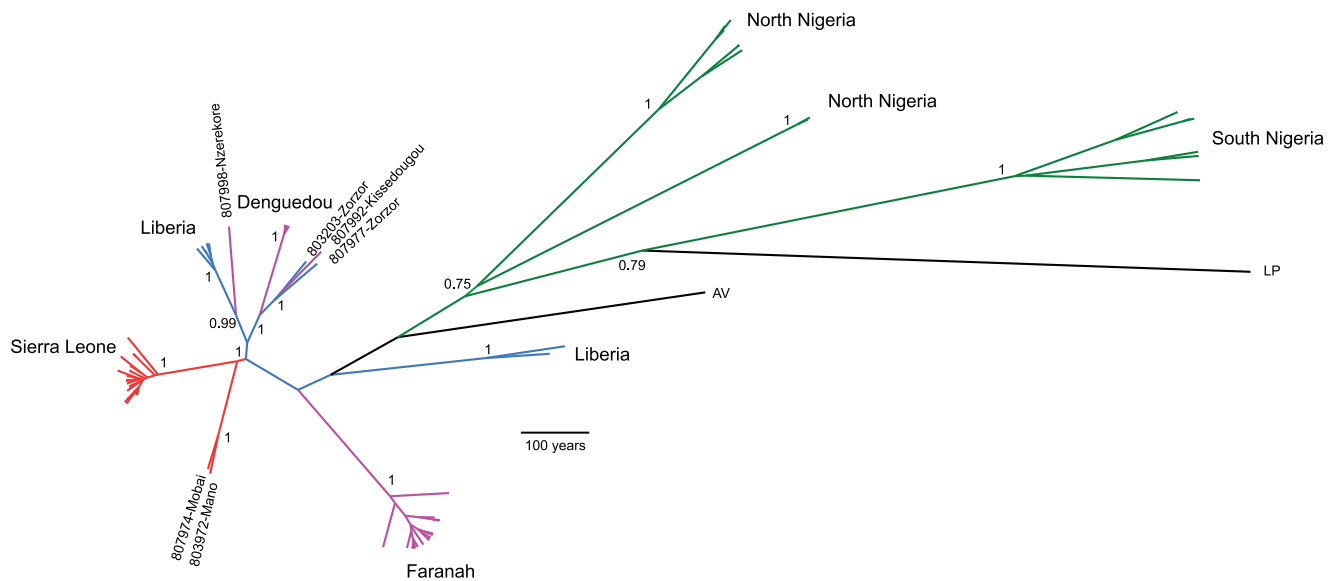 North Nigeria
1
North Nigeria
1
South Nigeria
1
807998-Nzerekore
803203-Zorzor
807992-Kissedougou
807977-Zorzor
Denguedou
1
Liberia
1
0.79
LP
0.75
AV
1
0.99
1
Sierra Leone
1
1
1
Liberia
1
100 years
1
807974-Mobai
803972-Mano
Faranah